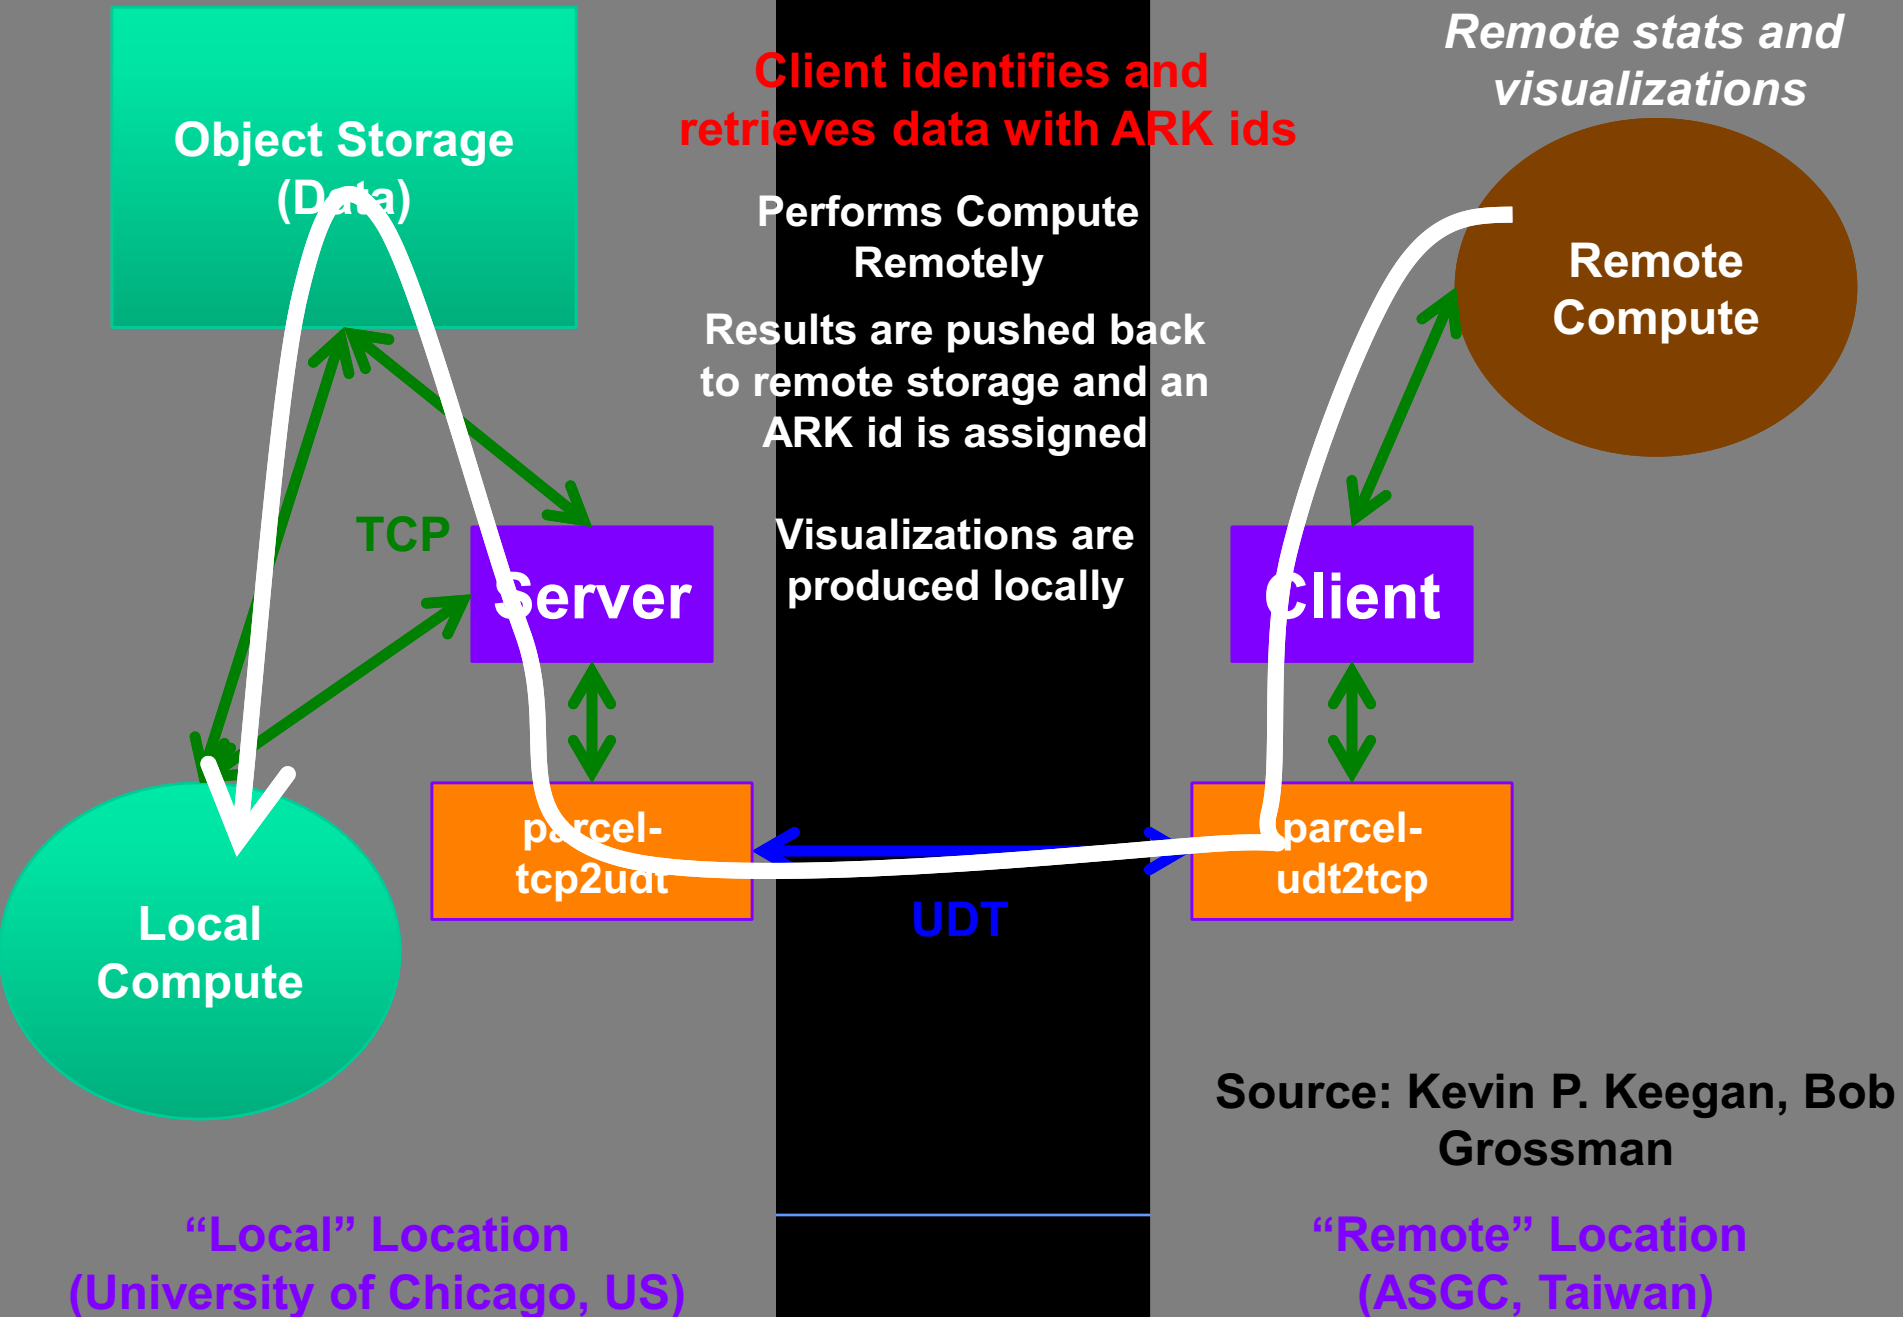 Remote stats and
visualizations
Client identifies and
retrieves data with ARK ids
Object Storage
(Data)
Performs Compute
Remotely
Remote
Compute
Results are pushed back
to remote storage and an
ARK id is assigned
TCP
Visualizations are
produced locally
Server
Client
parcel-
tcp2udt
parcel-
udt2tcp
UDT
Local
Compute
Source: Kevin P. Keegan, Bob
Grossman
“Local” Location
(University of Chicago, US)
“Remote” Location
(ASGC, Taiwan)